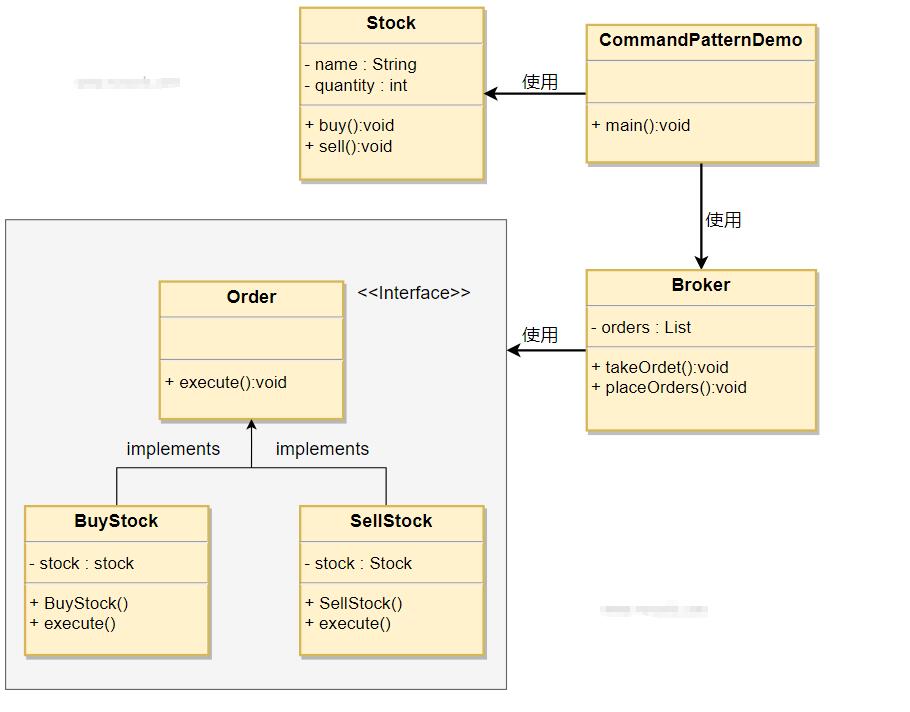 Stock
- name : String
- quantity : int
+ buy():void
+ sell():void
使用
CommandPatternDemo
+ main():void
使用
Broker
- orders : List
+ takeOrdet():void
+ placeOrders():void
使用
<<Interface>>
Order
+ execute():void
implements
implements
BuyStock
- stock : stock
+ BuyStock()
+ execute()
SellStock
- stock : Stock
+ SellStock()
+ execute()